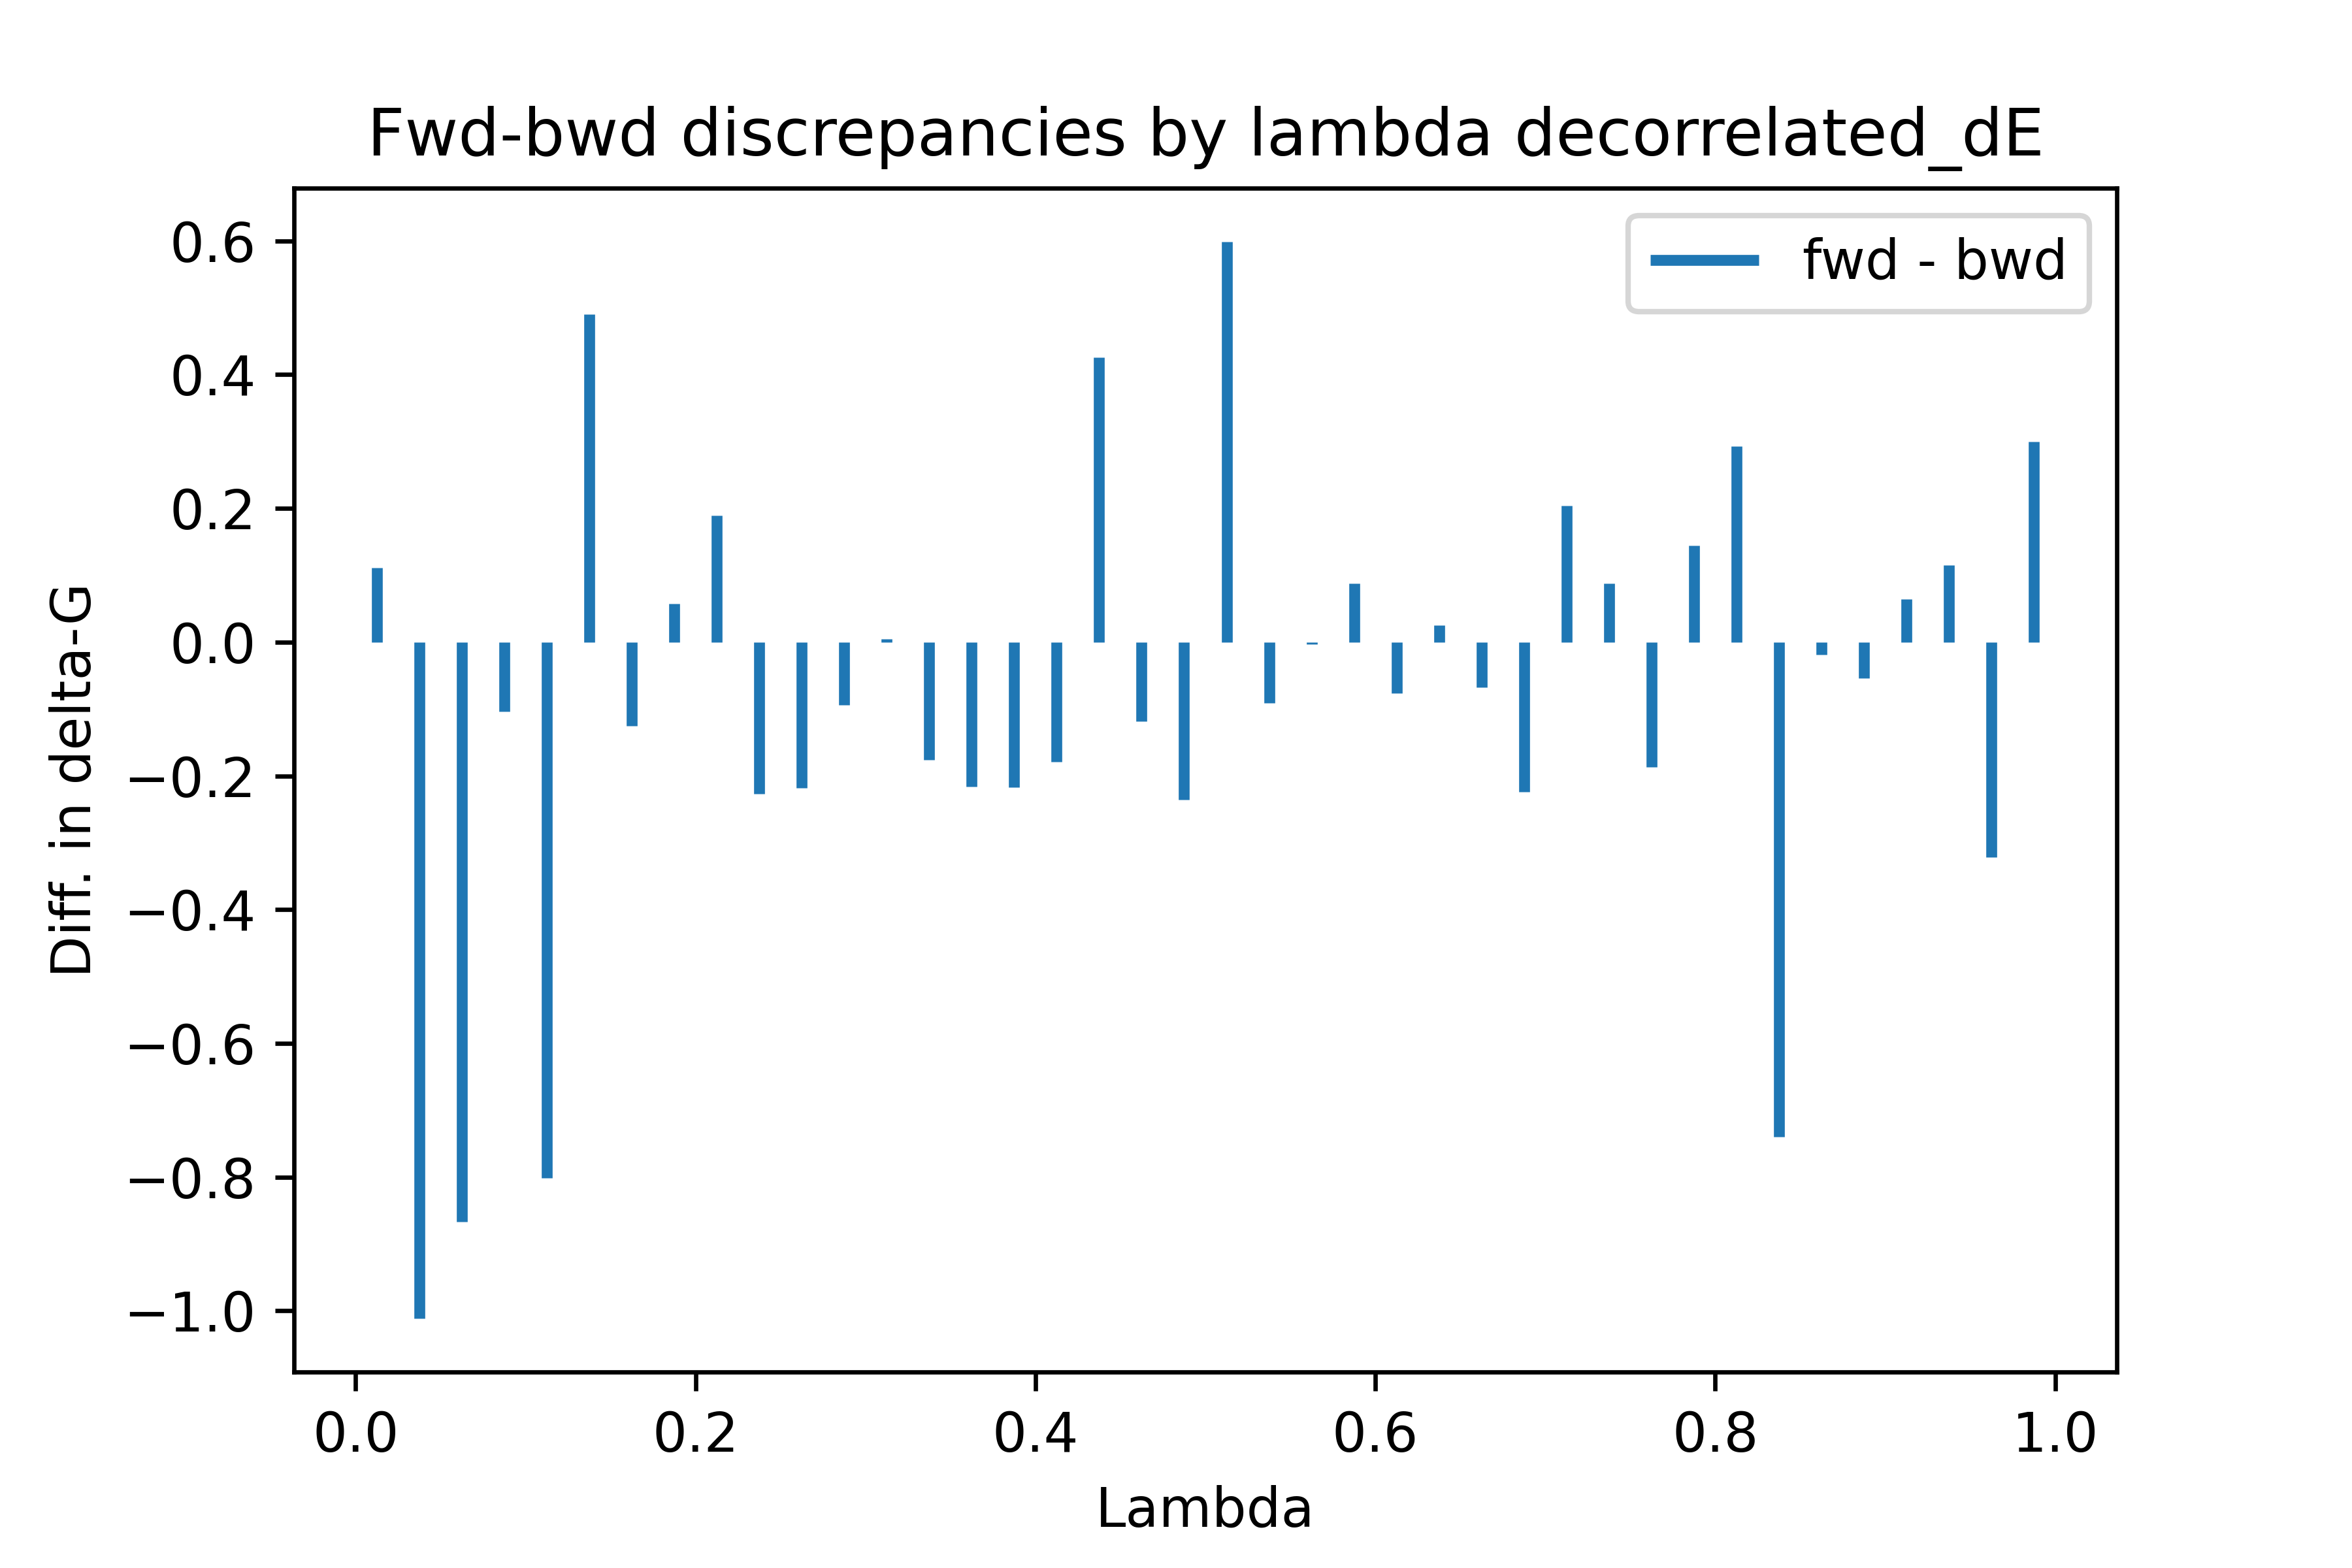 Fwd-bwd discrepancies by lambda decorrelated_dE
fwd - bwd
Diff. in delta-G
0.6
0.4
0.2
0.0
−0.2
−0.4
−0.6
−0.8
−1.0
0.0 0.2 0.4 0.6 0.8 1.0
Lambda